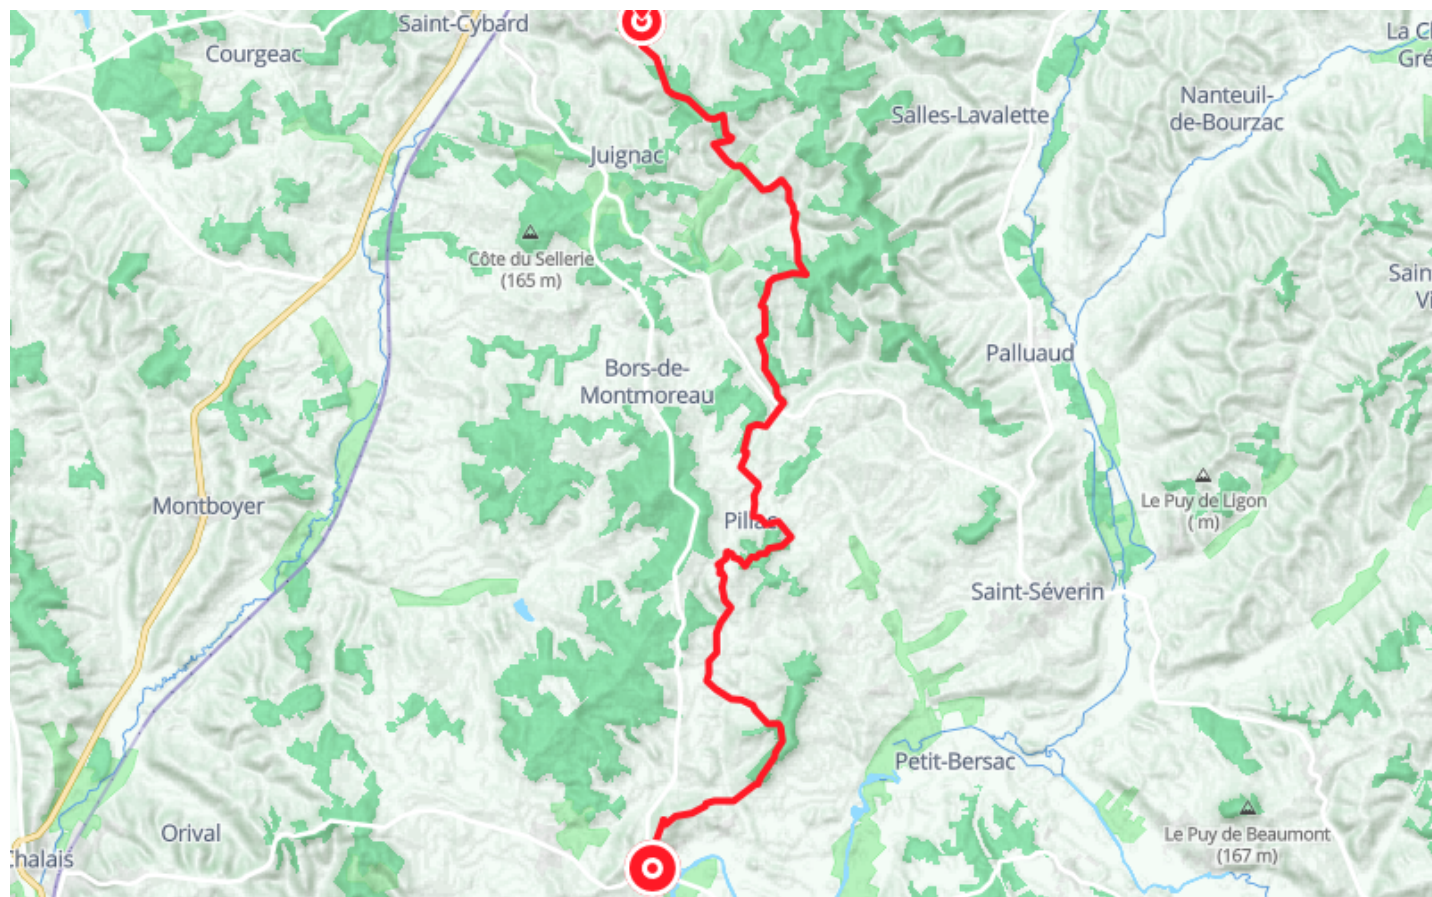 Saint-Cybard
Courgeac
Nanteuil-
de-Bourzac
Salles-Lavalette
Juignac
Côte du Sellerie
(165 m)
Palluaud
Bors-de-
Montmoreau
Le Puy de Ligon
( m)
Montboyer
Saint-Séverin
Petit-Bersac
Orival
Le Puy de Beaumont
(167 m)